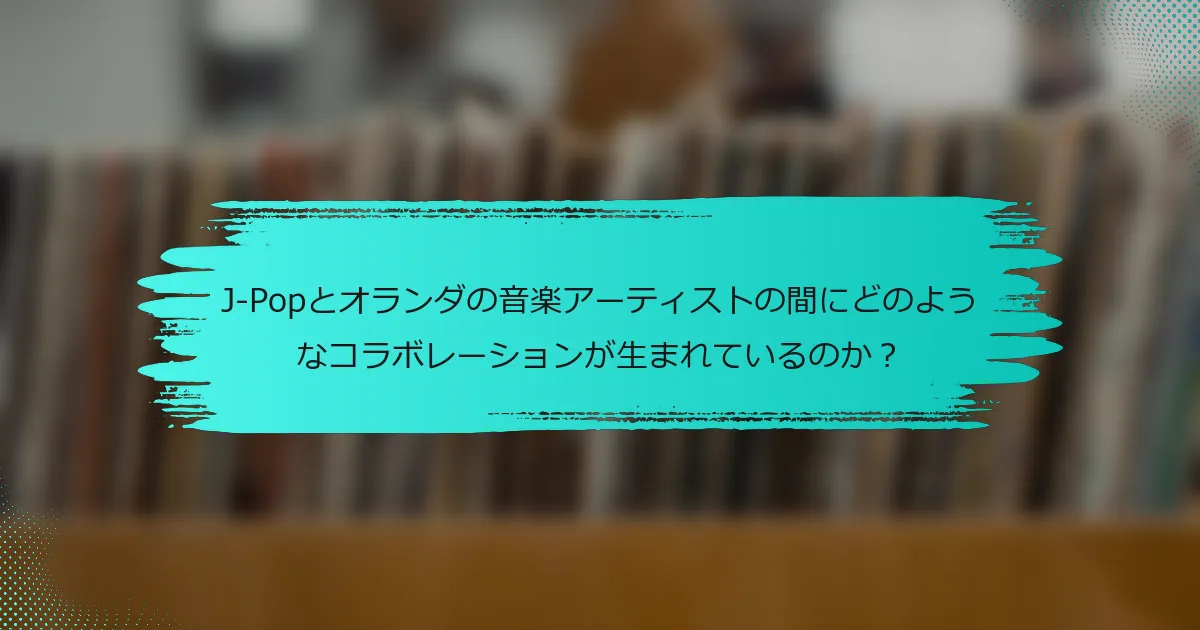 J-Popとオランダの音楽アーティストの間にどのよう
なコラボレーションが生まれているのか？